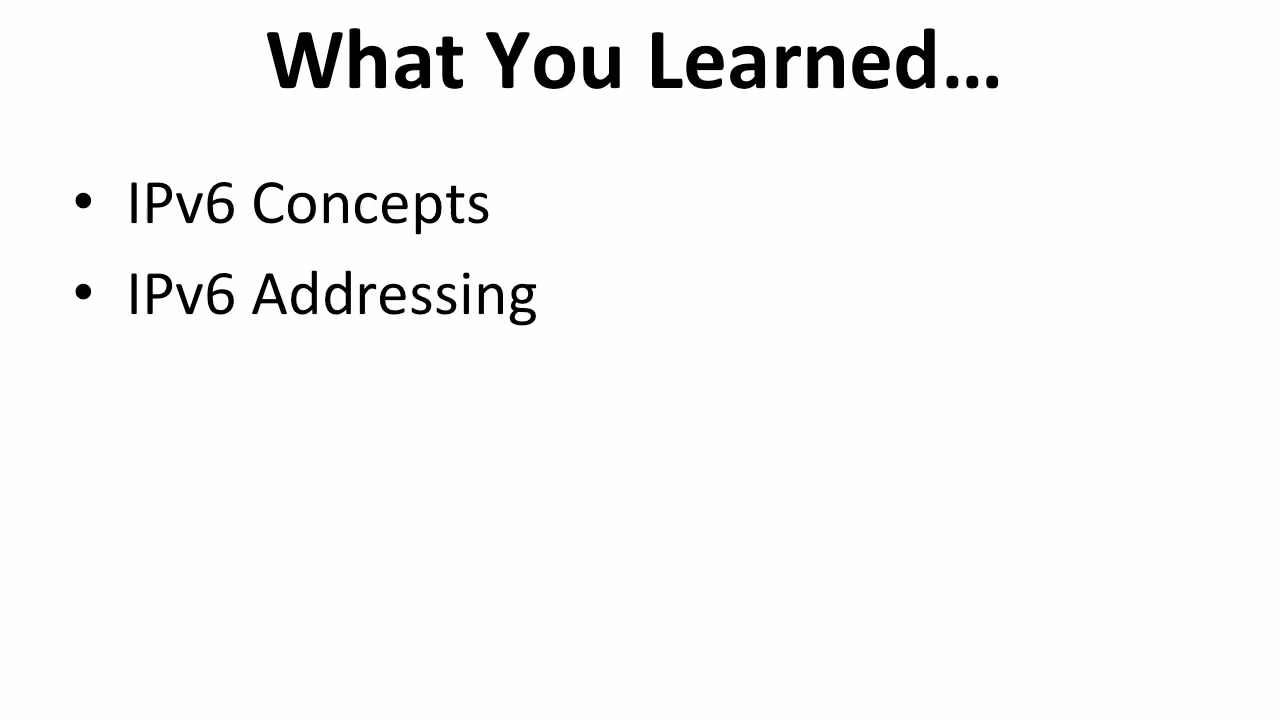 What You Learned…
• IPv6 Concepts
• IPv6 Addressing